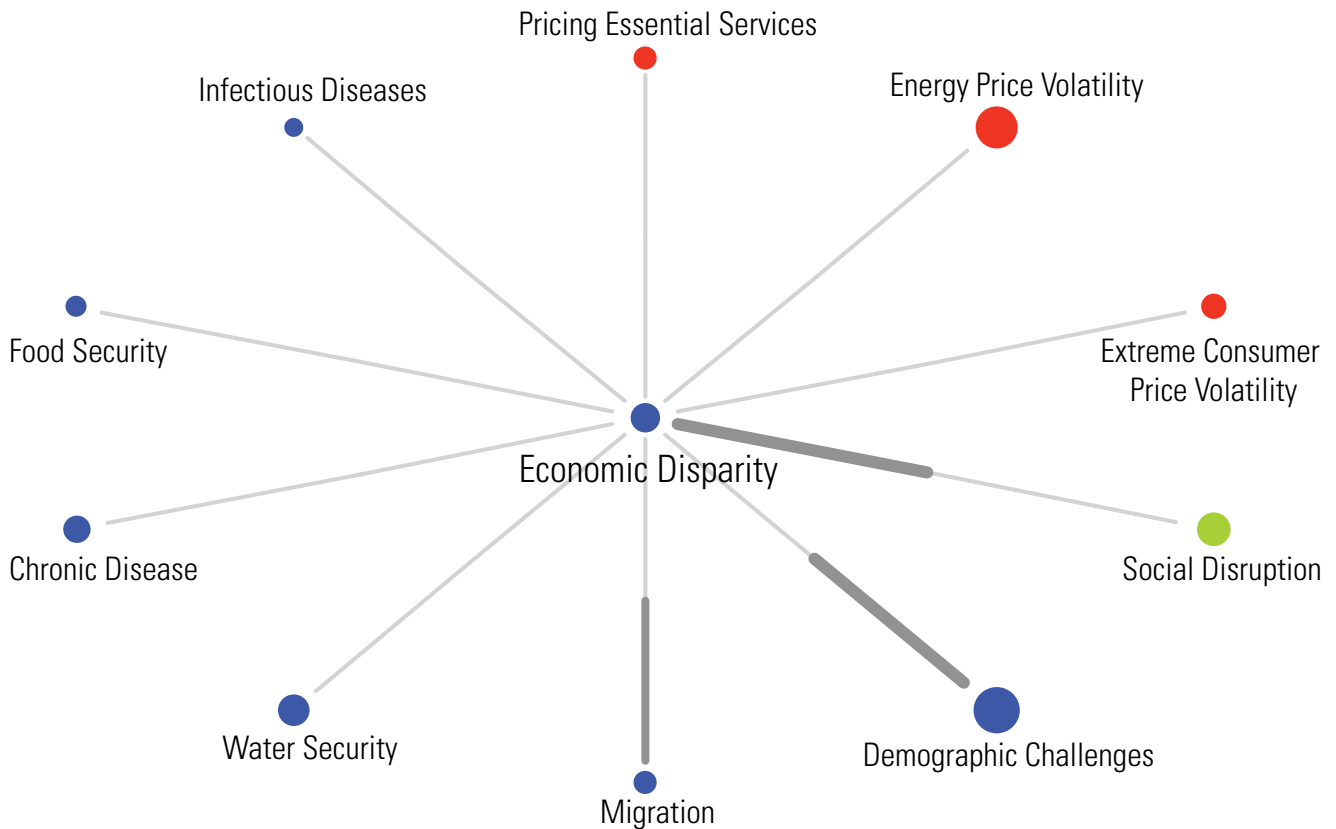 Pricing Essential Services
Infectious Diseases
Energy Price Volatility
Food Security
Extreme Consumer
Price Volatility
Economic Disparity
Chronic Disease
Social Disruption
Water Security
Demographic Challenges
Migration